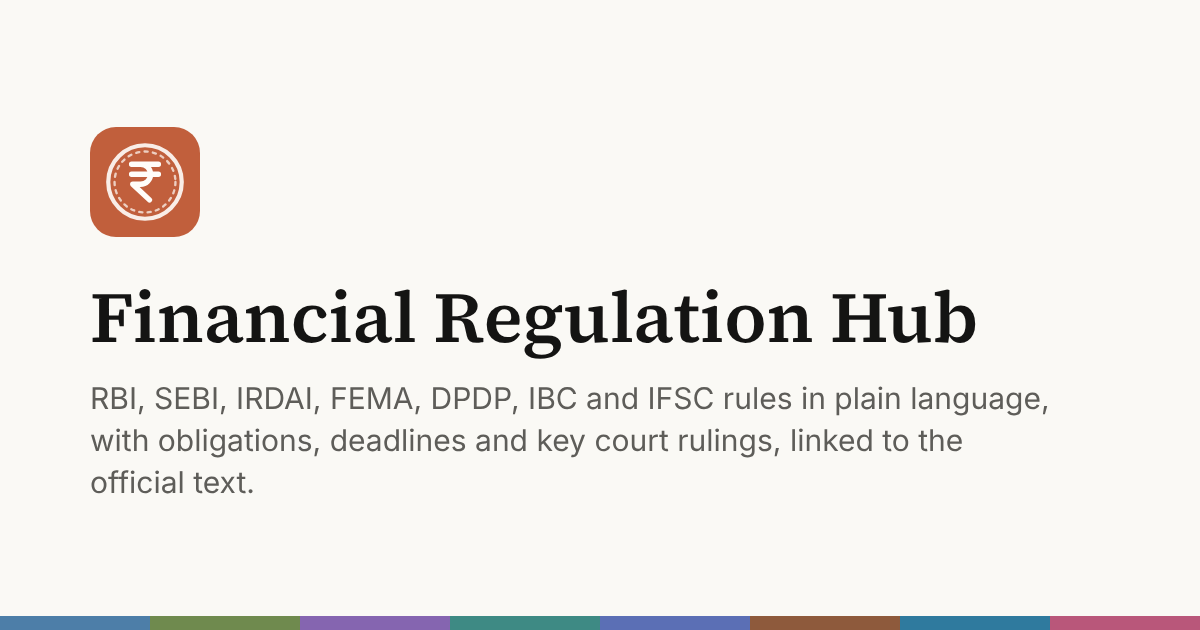 ₹
Financial Regulation Hub
RBI, SEBI, IRDAI, FEMA, DPDP, IBC and IFSC rules in plain language,
with obligations, deadlines and key court rulings, linked to the
official text.